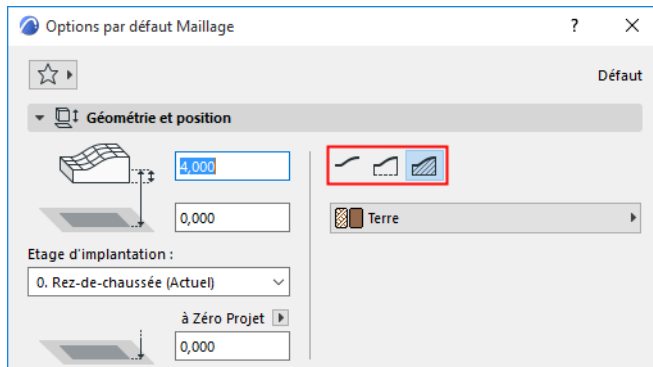 Options par défaut Maillage
?
Défaut
Géométrie et position
4,000
0,000
Terre
Etage d'implantation :
0. Rez-de-chaussée (Actuel)
à Zéro Projet
0,000